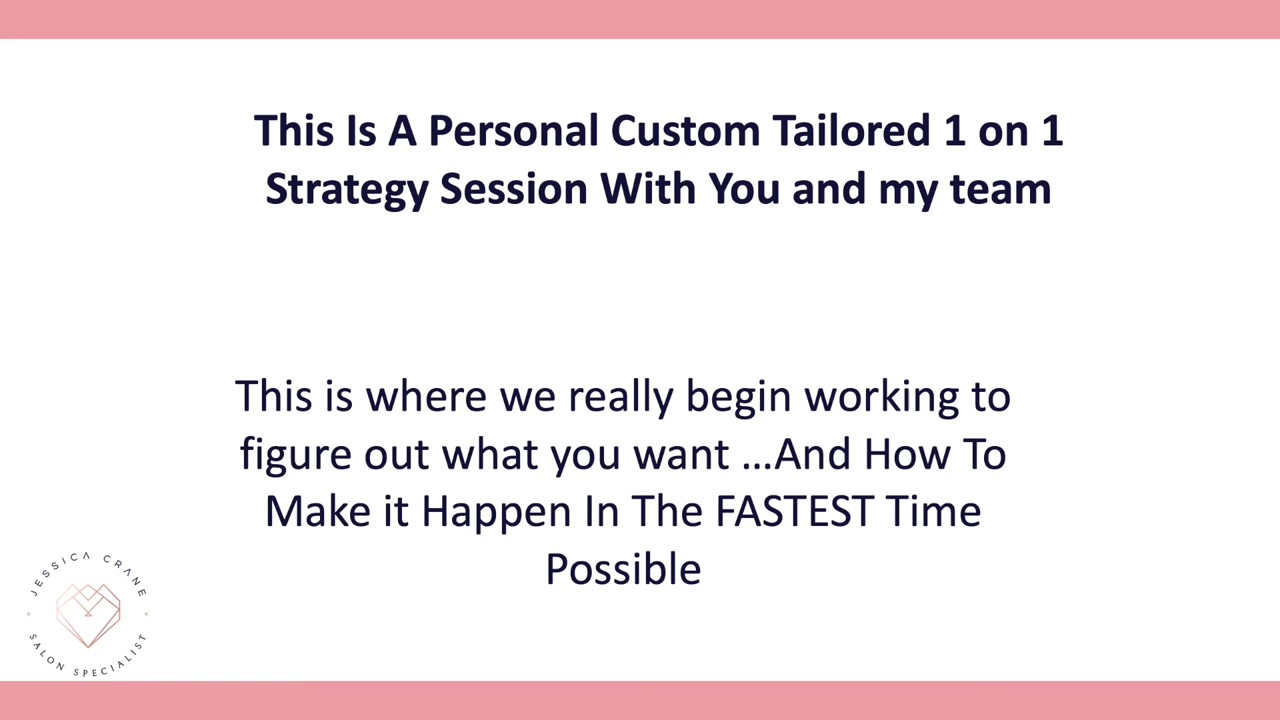 This Is A Personal Custom Tailored 1 on 1
Strategy Session With You and my team
This is where we really begin working to
figure out what you want ...And How To
Make it Happen In The FASTEST Time
Possible
JESSICA CRANE
SALON SPECIALIST